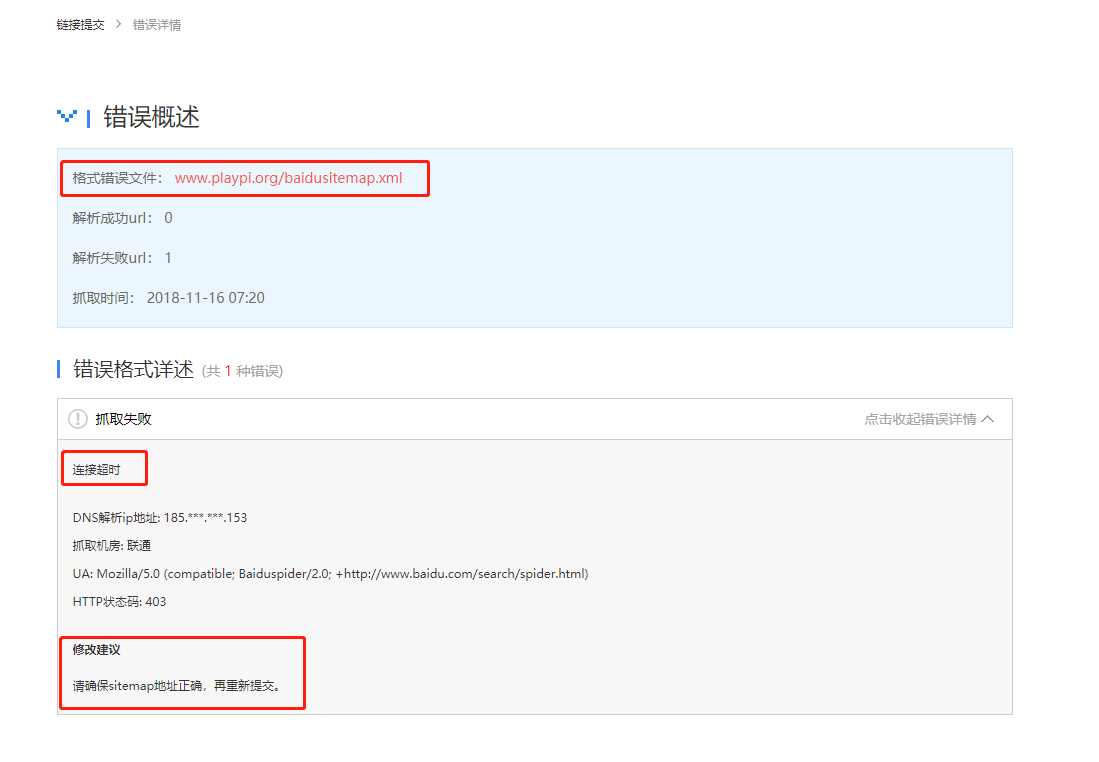 链接提交 > 错误详情
错误概述
格式错误文件： www.playpi.org/baidusitemap.xml
解析成功url： 0
解析失败url： 1
抓取时间： 2018-11-16 07:20
错误格式详述 (共 1 种错误)
抓取失败 点击收起错误详情
连接超时
DNS解析ip地址: 185.***.***.153
抓取机房: 联通
UA: Mozilla/5.0 (compatible; Baiduspider/2.0; +http://www.baidu.com/search/spider.html)
HTTP状态码: 403
修改建议
请确保sitemap地址正确，再重新提交。